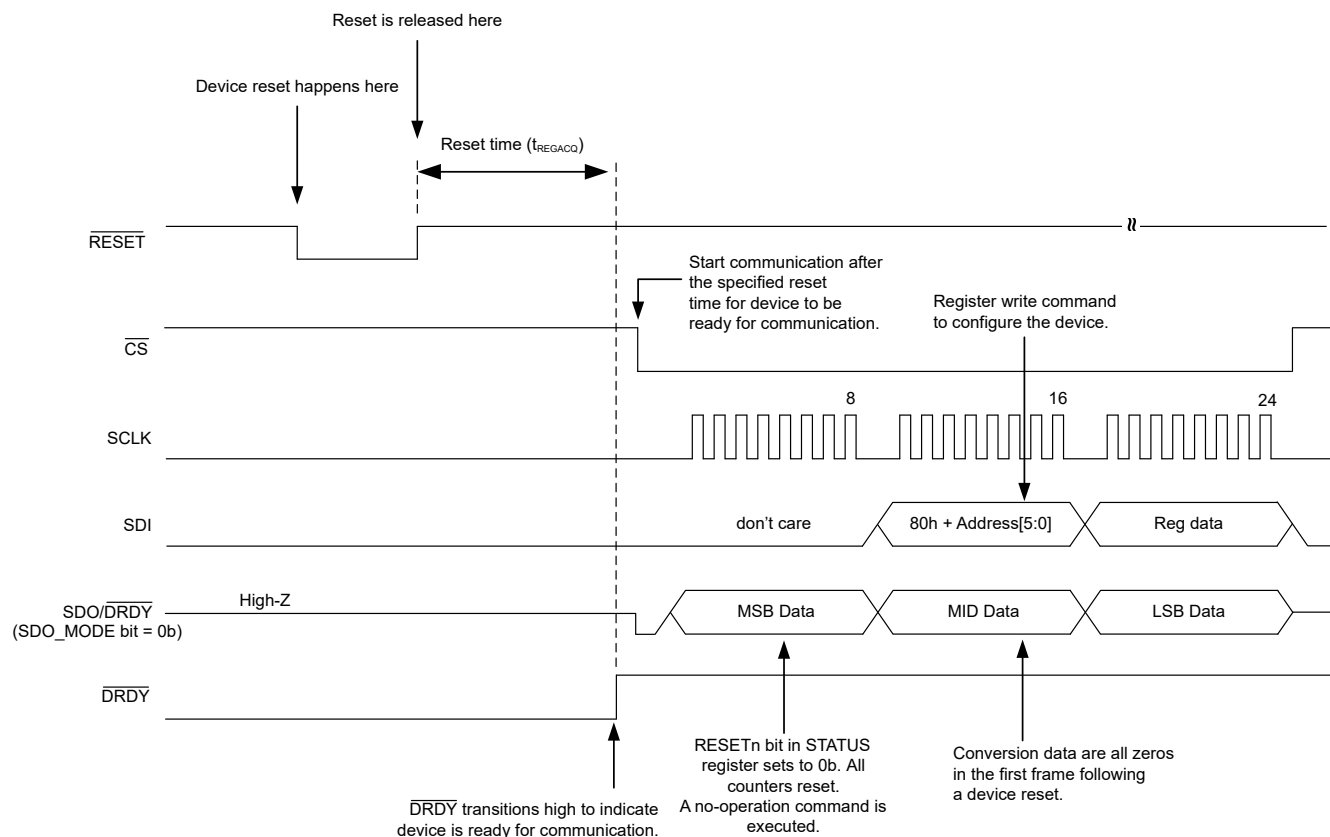 Reset is released here
Device reset happens here
Reset time (tREGACQ)
RESET
Start communication after
the specified reset
time for device to be
ready for communication.
Register write command
to configure the device.
CS
8
16
24
SCLK
SDI
don't care
80h + Address[5:0]
Reg data
High-Z
SDO/DRDY
(SDO_MODE bit = 0b)
MSB Data
MID Data
LSB Data
DRDY
RESETn bit in STATUS
register sets to 0b. All
counters reset.
A no-operation command is
executed.
Conversion data are all zeros
in the first frame following
a device reset.
DRDY transitions high to indicate
device is ready for communication.